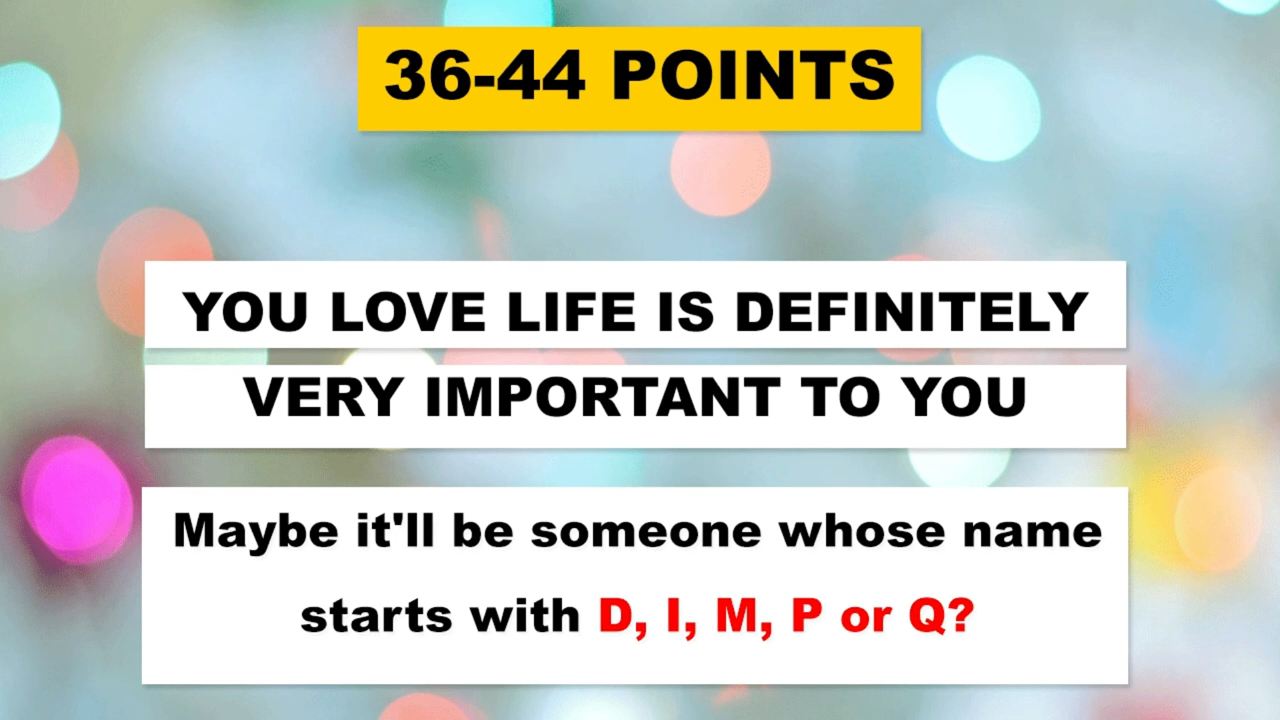 36-44 POINTS
YOU LOVE LIFE IS DEFINITELY
VERY IMPORTANT TO YOU
Maybe it'll be someone whose name
starts with D, I, M, P or Q?